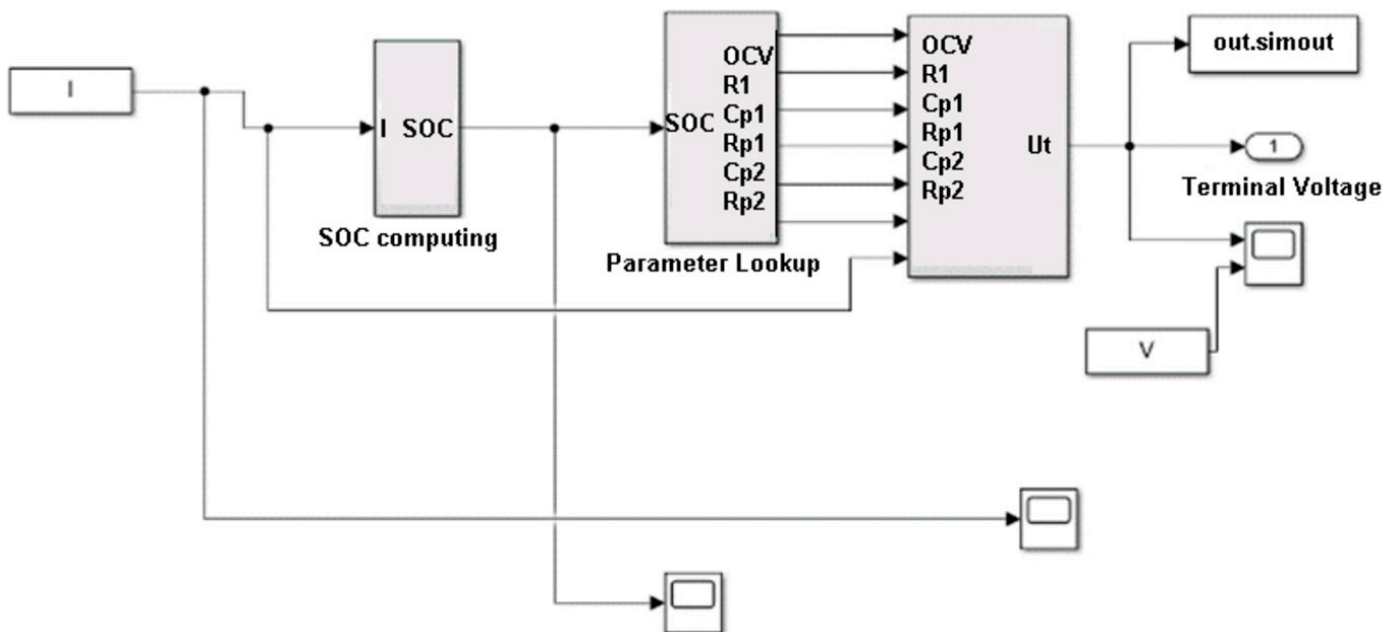 I
I SOC
SOC computing
SOC
OCV
R1
Cp1
Rp1
Cp2
Rp2
Parameter Lookup
OCV
R1
Cp1
Rp1
Cp2
Rp2
Ut
out.simout
1
Terminal Voltage
V